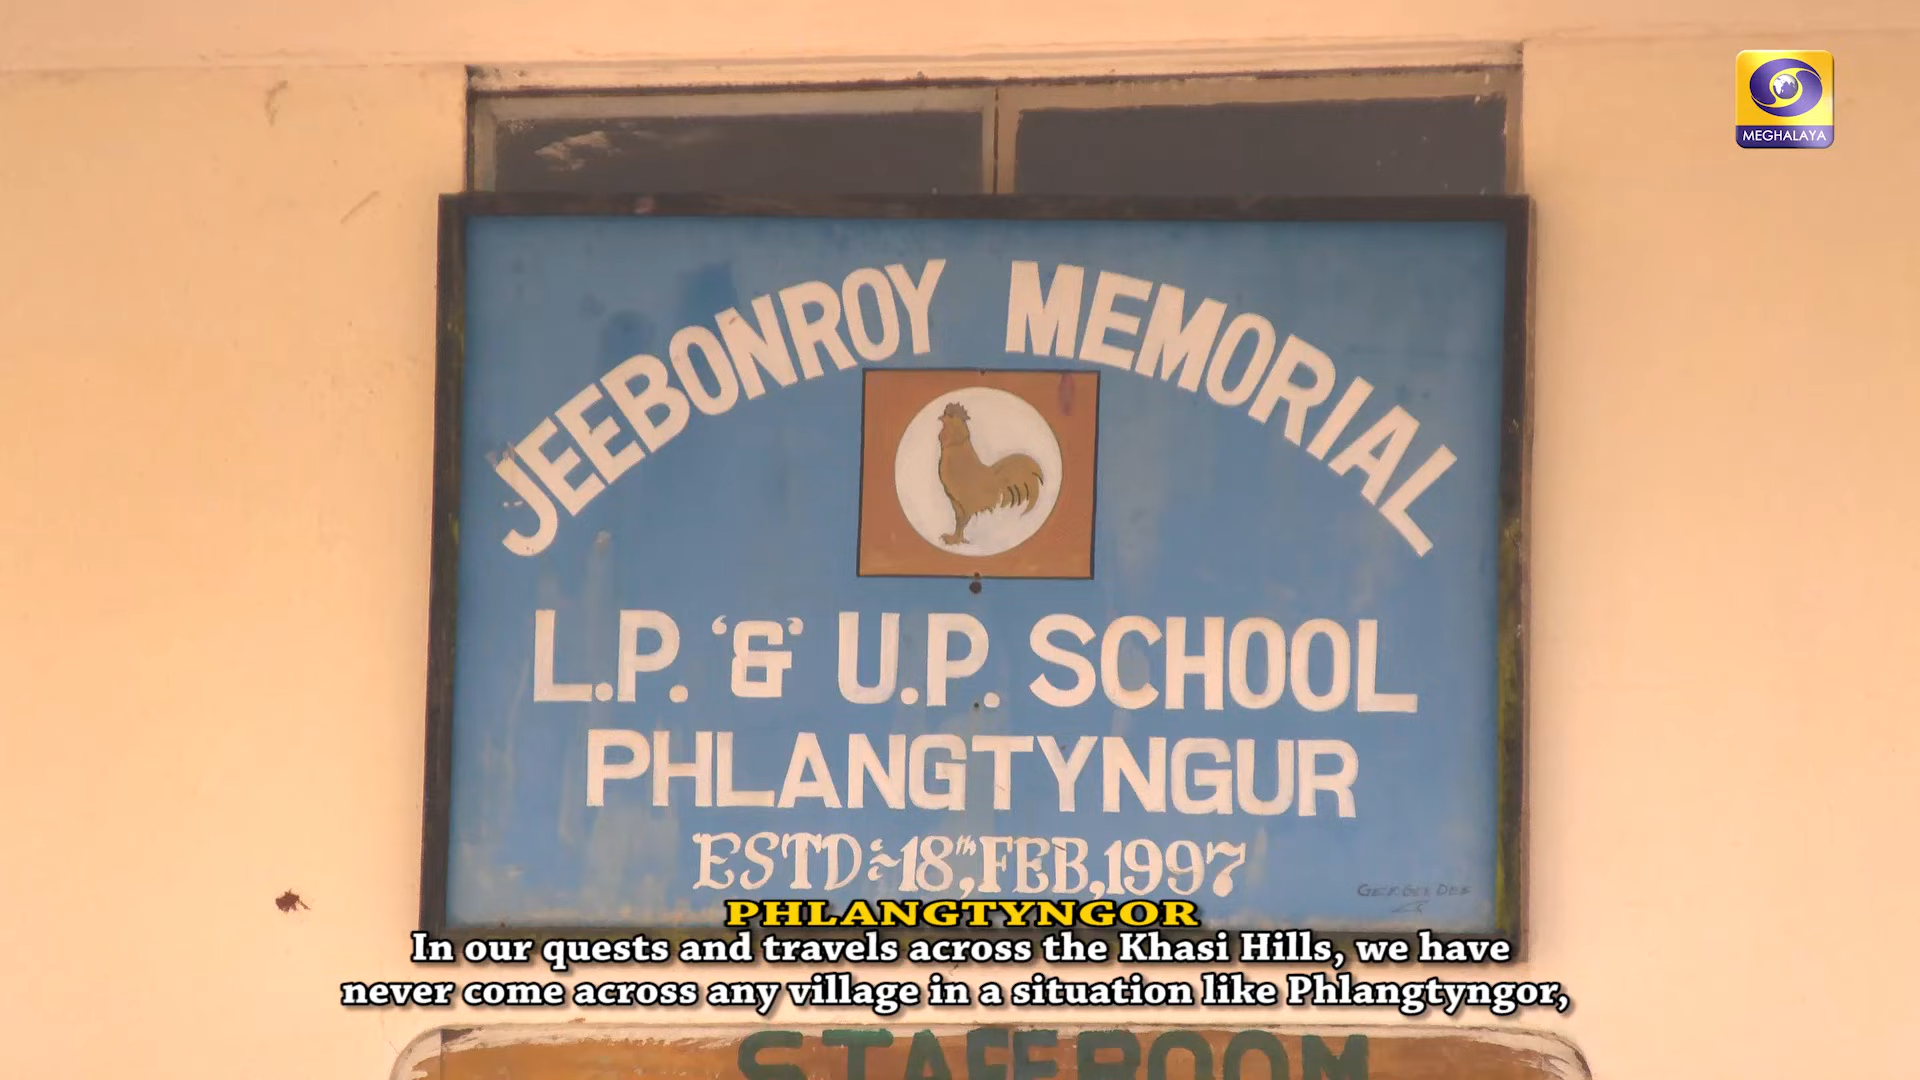 MEGHALAYA
JEEBONROY MEMORIAL
L.P. '&' U.P. SCHOOL
PHLANGTYNGUR
ESTD:~18th, FEB, 1997
PHLANGTYNGOR
In our quests and travels across the Khasi Hills, we have
never come across any village in a situation like Phlangtyngor,
STAFF ROOM